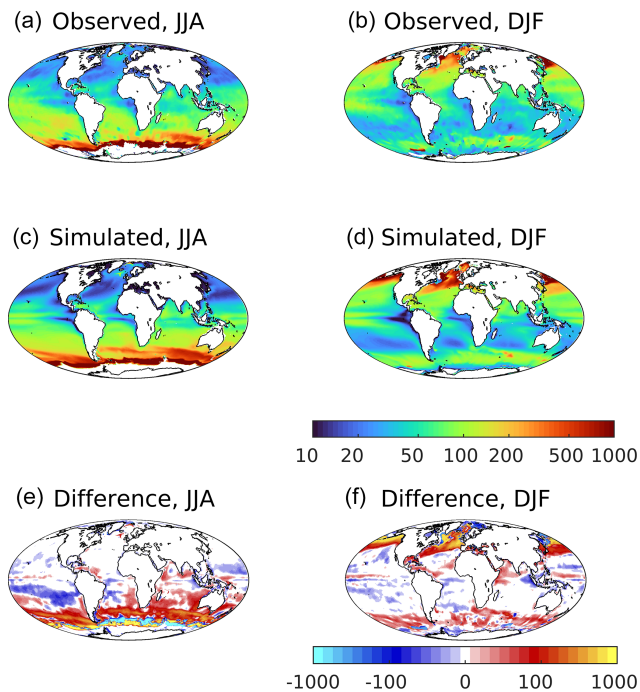 (a) Observed, JJA
(b) Observed, DJF
(c) Simulated, JJA
(d) Simulated, DJF
10 20 50 100 200 500 1000
(e) Difference, JJA
(f) Difference, DJF
-1000 -100 0 100 1000